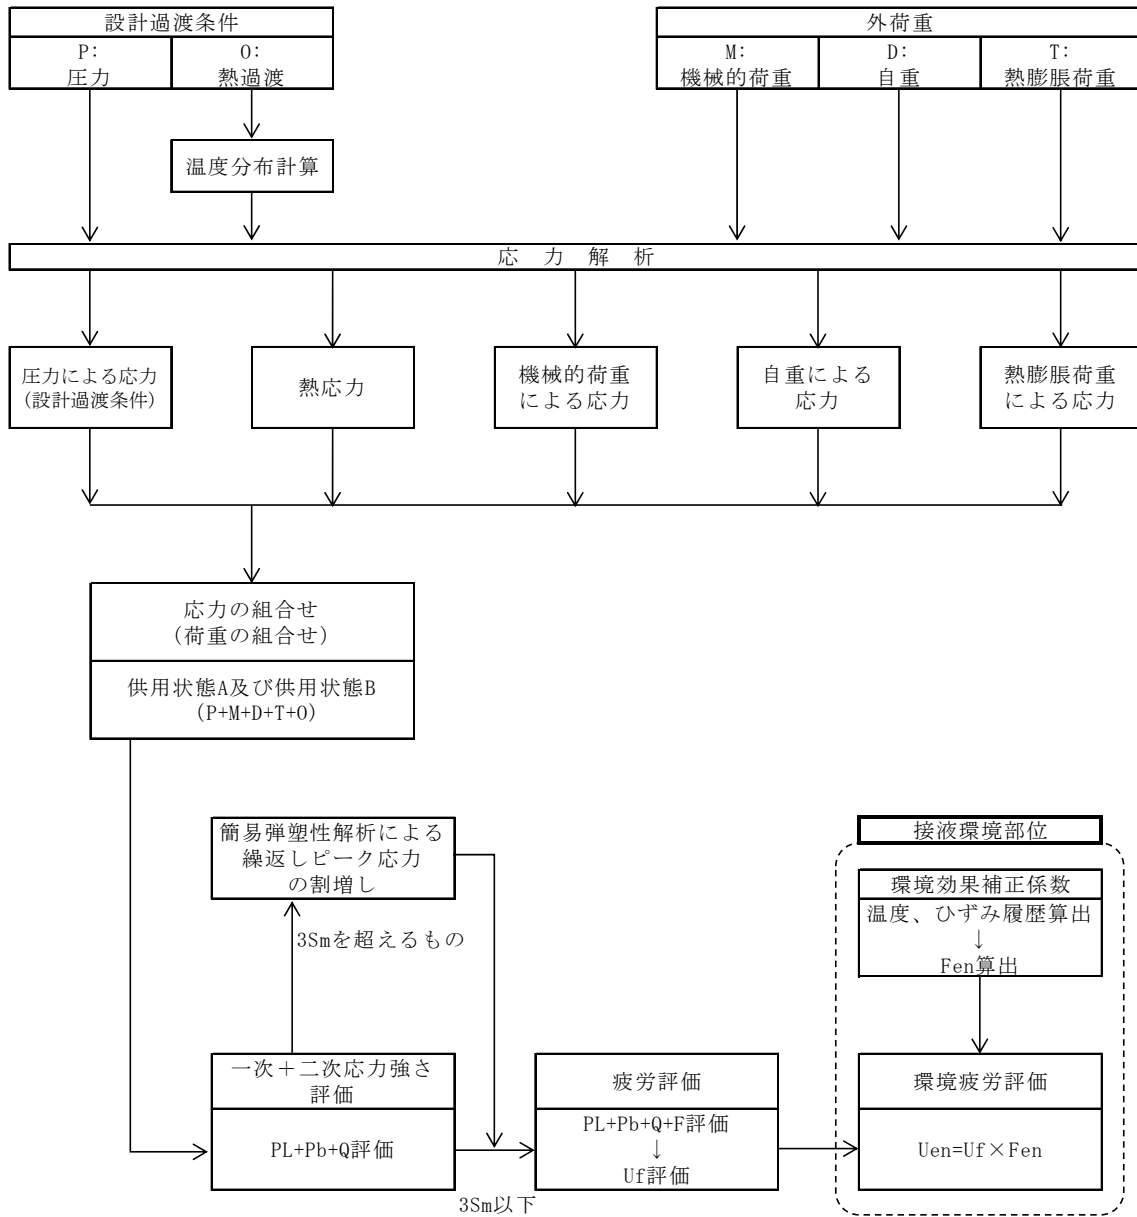 設計過渡条件
P:
圧力
O:
熱過渡
外荷重
M:
機械的荷重
D:
自重
T:
熱膨脹荷重
温度分布計算
応力解析
圧力による応力
(設計過渡条件)
熱応力
機械的荷重
による応力
自重による
応力
熱膨脹荷重
による応力
応力の組合せ
(荷重の組合せ)
供用状態A及び供用状態B
(P+M+D+T+O)
簡易弾塑性解析による
繰返しピーク応力
の割増し
3Smを超えるもの
一次+二次応力強さ
評価
PL+Pb+Q評価
3Sm以下
疲労評価
PL+Pb+Q+F評価
↓
Uf評価
接液環境部位
環境効果補正係数
温度、ひずみ履歴算出
↓
Fen算出
環境疲労評価
Uen=Uf×Fen